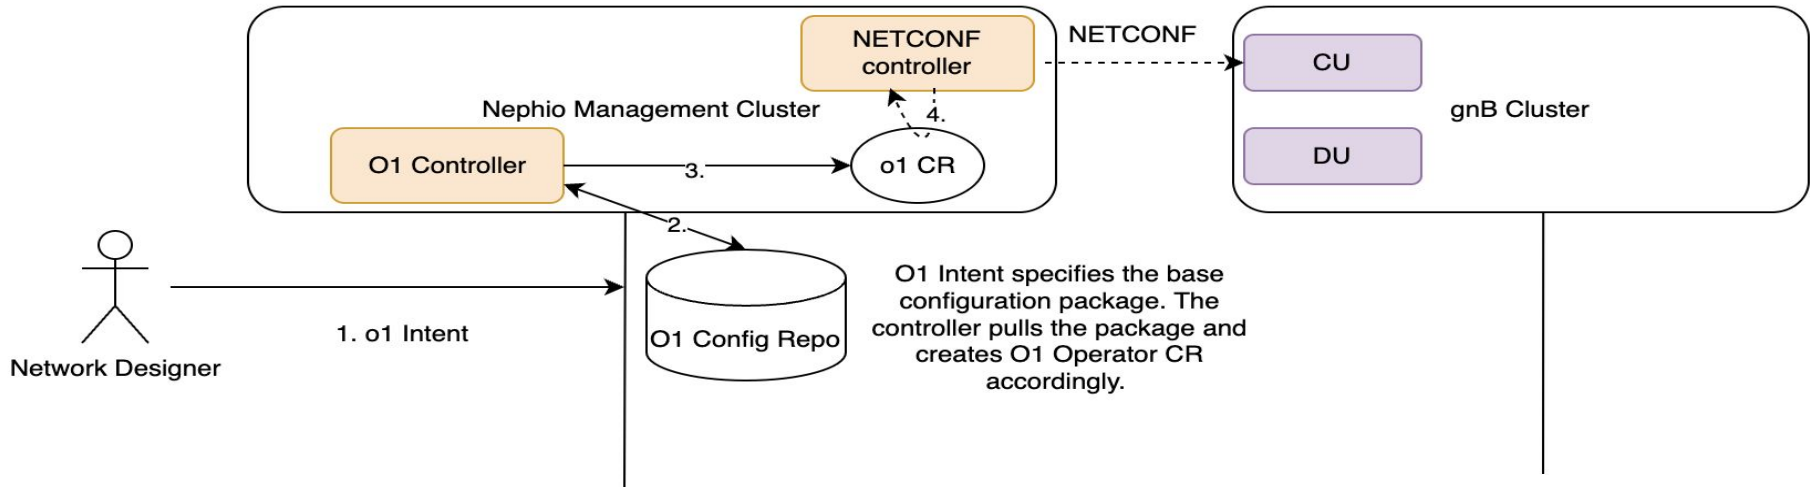 NETCONF
controller
NETCONF
CU
Nephio Management Cluster
4.
gnB Cluster
O1 Controller
3.
o1 CR
DU
2.
O1 Intent specifies the base
configuration package. The
controller pulls the package and
creates O1 Operator CR
accordingly.
1. o1 Intent
O1 Config Repo
Network Designer